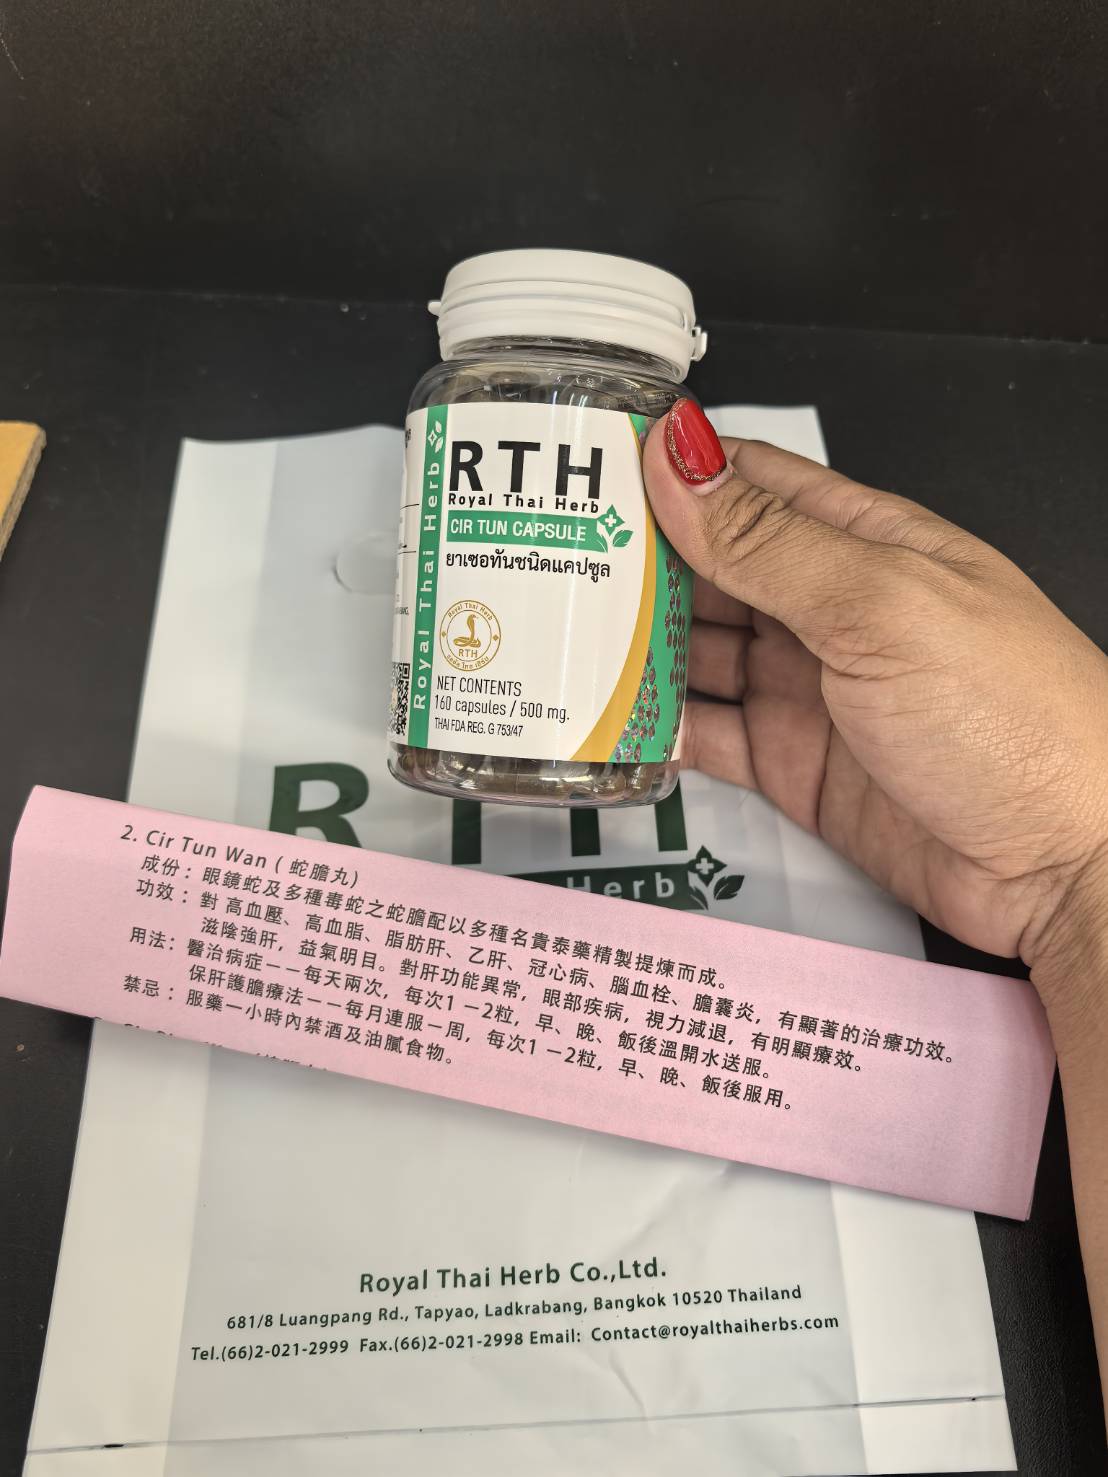 Royal Thai Herb
RTH
Royal Thai Herb
CIR TUN CAPSULE
ยาเซอทันชนิดแคปซูล
Royal Thai Herb
RTH
NET CONTENTS
160 capsules / 500 mg.
THAI FDA REG. G 753/47
RTH
Herb
2. Cir Tun Wan ( 蛇膽丸)
成份：眼鏡蛇及多種毒蛇之蛇膽配以多種名貴泰藥精製提煉而成。
功效：對 高血壓、高血脂、脂肪肝、乙肝、冠心病、腦血栓、膽囊炎，有顯著的治療功效。
滋陰強肝，益氣明目。對肝功能異常，眼部疾病，視力減退，有明顯療效。
用法：醫治病症－－每天兩次，每次1－2粒，早、晚、飯後溫開水送服。
保肝護膽療法－－每月連服一周，每次1－2粒，早、晚、飯後服用。
禁忌：服藥一小時內禁酒及油膩食物。
Royal Thai Herb Co.,Ltd.
681/8 Luangpang Rd., Tapyao, Ladkrabang, Bangkok 10520 Thailand
Tel.(66)2-021-2999 Fax.(66)2-021-2998 Email: Contact@royalthaiherbs.com